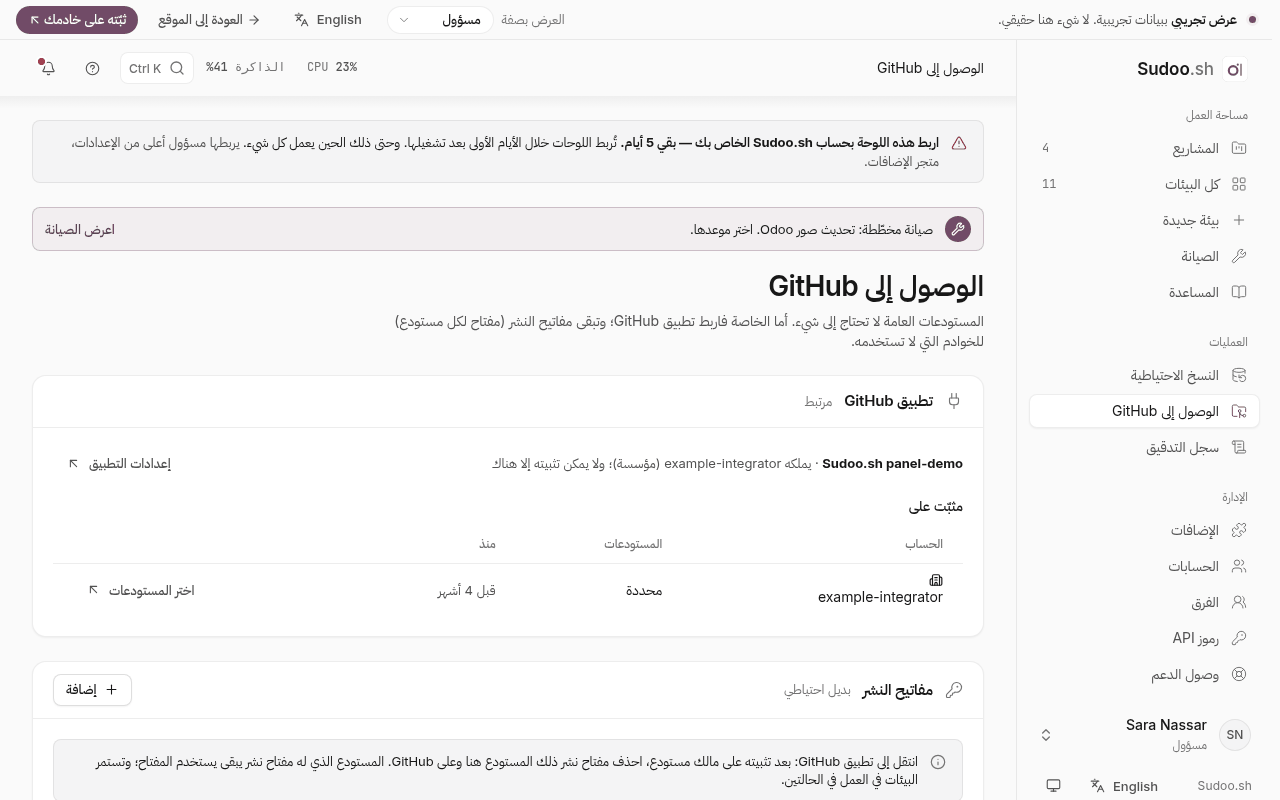 عرض تجريبي ببيانات تجريبية. لا شيء هنا حقيقي.
العرض بصفة
مسؤول
English
العودة إلى الموقع
ثبّته على خادمك
Sudoo.sh
مساحة العمل
المشاريع
4
كل البيئات
11
بيئة جديدة
الصيانة
المساعدة
العمليات
النسخ الاحتياطية
الوصول إلى GitHub
سجل التدقيق
الإدارة
الإضافات
الحسابات
الفرق
رموز API
وصول الدعم
SN
Sara Nassar
مسؤول
Sudoo.sh
English
الوصول إلى GitHub
CPU 23%
الذاكرة 41%
Ctrl K
اربط هذه اللوحة بحساب Sudoo.sh الخاص بك — بقي 5 أيام. تُربط اللوحات خلال الأيام الأولى بعد تشغيلها. وحتى ذلك الحين يعمل كل شيء. يربطها مسؤول أعلى من الإعدادات،
متجر الإضافات.
صيانة مخطّطة: تحديث صور Odoo. اختر موعدها.
اعرض الصيانة
الوصول إلى GitHub
المستودعات العامة لا تحتاج إلى شيء. أما الخاصة فاربط تطبيق GitHub؛ وتبقى مفاتيح النشر (مفتاح لكل مستودع)
للخوادم التي لا تستخدمه.
تطبيق GitHub
مرتبط
Sudoo.sh panel-demo · يملكه example-integrator (مؤسسة)؛ ولا يمكن تثبيته إلا هناك
إعدادات التطبيق
مثبّت على
الحساب
المستودعات
منذ
example-integrator
محددة
قبل 4 أشهر
اختر المستودعات
مفاتيح النشر
بديل احتياطي
إضافة
انتقل إلى تطبيق GitHub: بعد تثبيته على مالك مستودع، احذف مفتاح نشر ذلك المستودع هنا وعلى GitHub. المستودع الذي له مفتاح نشر يبقى يستخدم المفتاح؛ وتستمر
البيئات في العمل في الحالتين.